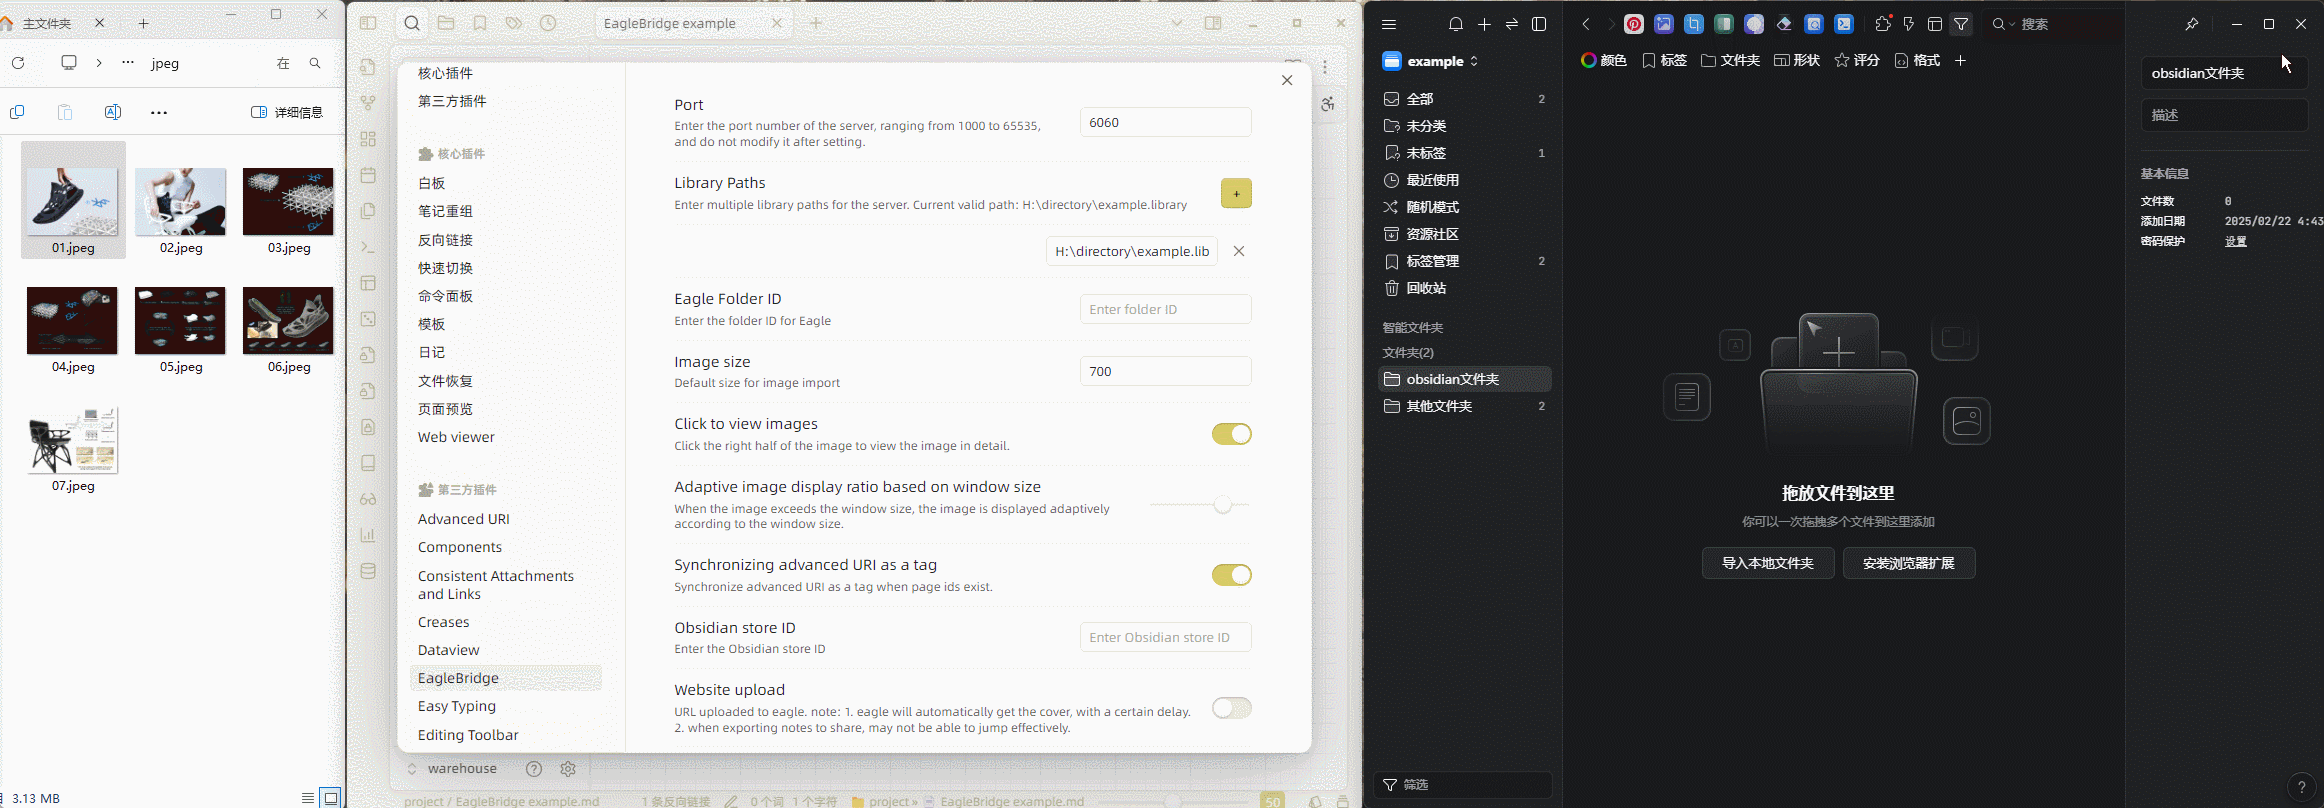 主文件夹
jpeg
在
详细信息
01.jpeg
02.jpeg
03.jpeg
04.jpeg
05.jpeg
06.jpeg
07.jpeg
3.13 MB
EagleBridge example
核心插件
第三方插件
核心插件
白板
笔记重组
反向链接
快速切换
命令面板
模板
日记
文件恢复
页面预览
Web viewer
第三方插件
Advanced URI
Components
Consistent Attachments
and Links
Creases
Dataview
EagleBridge
Easy Typing
Editing Toolbar
Port
Enter the port number of the server, ranging from 1000 to 65535,
and do not modify it after setting.
6060
Library Paths
Enter multiple library paths for the server. Current valid path: H:\directory\example.library
+
H:\directory\example.lib
Eagle Folder ID
Enter the folder ID for Eagle
Enter folder ID
Image size
Default size for image import
700
Click to view images
Click the right half of the image to view the image in detail.
Adaptive image display ratio based on window size
When the image exceeds the window size, the image is displayed adaptively
according to the window size.
Synchronizing advanced URI as a tag
Synchronize advanced URI as a tag when page ids exist.
Obsidian store ID
Enter the Obsidian store ID
Enter Obsidian store ID
Website upload
URL uploaded to eagle. note: 1. eagle will automatically get the cover, with a certain delay.
2. when exporting notes to share, may not be able to jump effectively.
warehouse
project / EagleBridge example.md
1 条反向链接
0 个词
1 个字符
project » EagleBridge example.md
50
example
全部 2
未分类
未标签 1
最近使用
随机模式
资源社区
标签管理 2
回收站
智能文件夹
文件夹(2)
obsidian文件夹
其他文件夹 2
筛选
搜索
颜色
标签
文件夹
形状
评分
格式
拖放文件到这里
你可以一次拖拽多个文件到这里添加
导入本地文件夹
安装浏览器扩展
obsidian文件夹
描述
基本信息
文件数 0
添加日期 2025/02/22 4:43
密码保护 设置
?